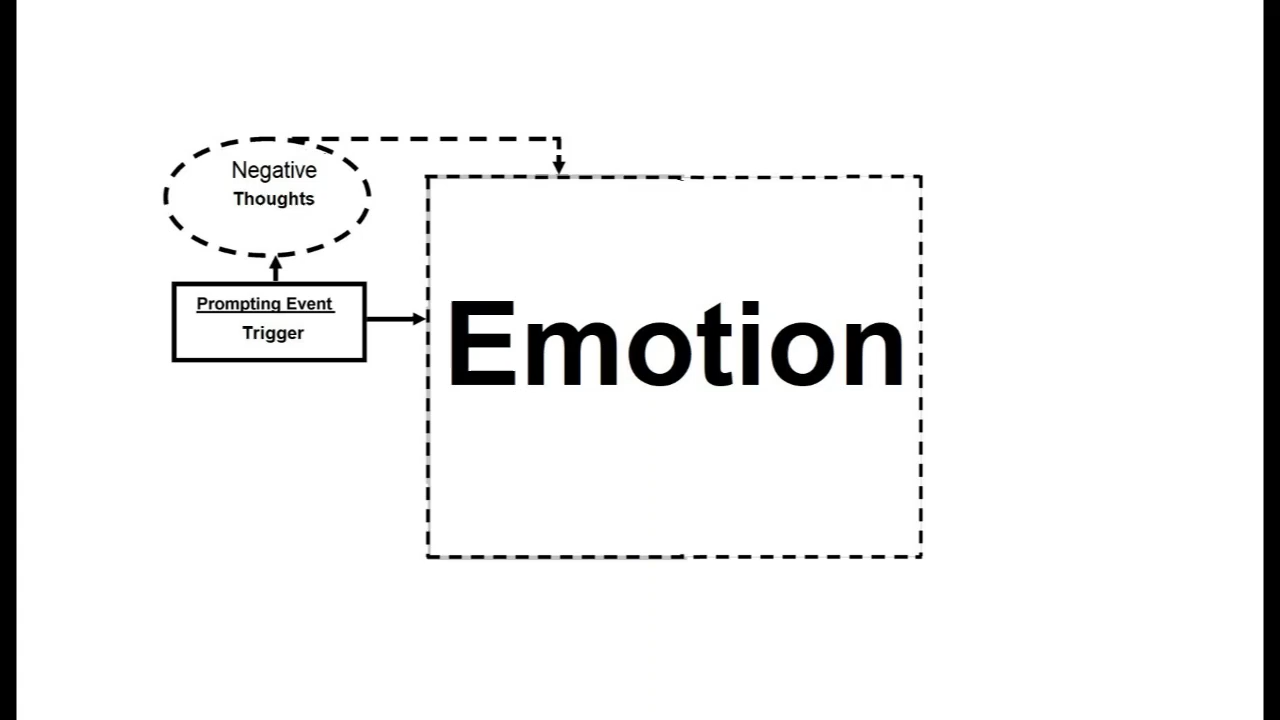 Negative
Thoughts
Prompting Event
Trigger
Emotion